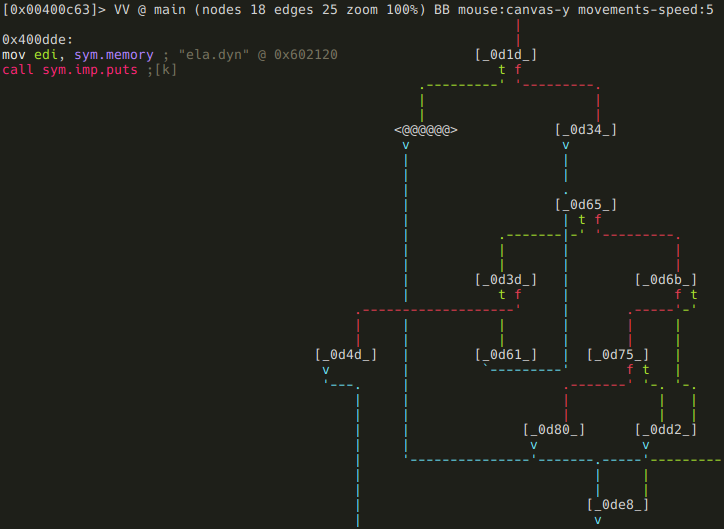 [0x00400c63]> VV @ main (nodes 18 edges 25 zoom 100%) BB mouse:canvas-y movements-speed:5
0x400dde:
mov edi, sym.memory ; "ela.dyn" @ 0x602120
call sym.imp.puts ;[k]
[_0d1d_]
t f
<@@@@@@>
[_0d34_]
v
v
[_0d65_]
t f
[_0d3d_]
[_0d6b_]
t f
f t
[_0d4d_]
[_0d61_]
[_0d75_]
v
f t
[_0d80_]
[_0dd2_]
v
v
[_0de8_]
v